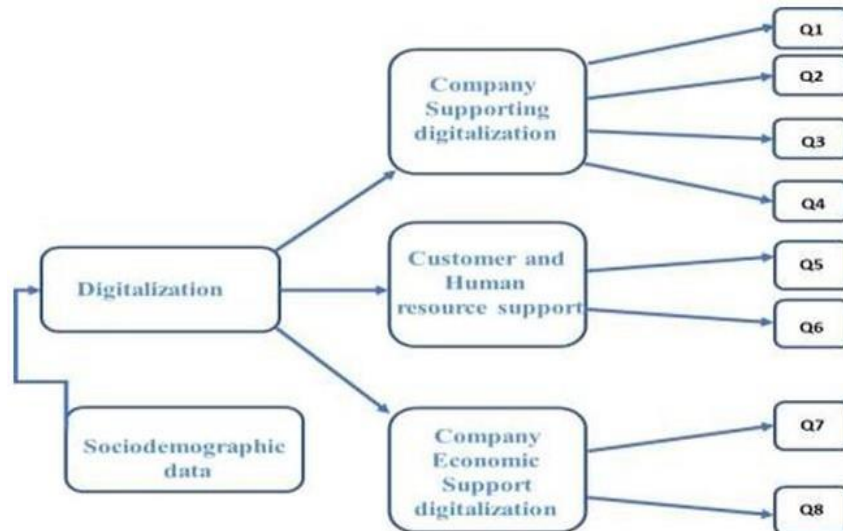 Q1
Company
Supporting
digitalization
Q2
Q3
Q4
Digitalization
Customer and
Human
resource support
Q5
Q6
Sociodemographic
data
Company
Economic
Support
digitalization
Q7
Q8